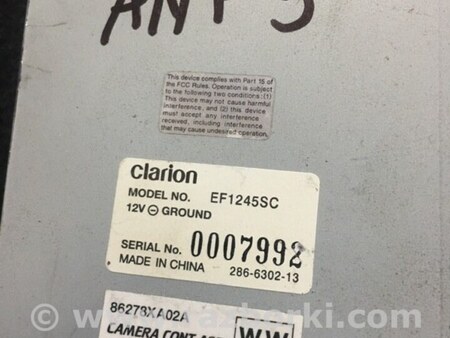 ANT 5
This device complies with Part 15 of
the FCC Rules. Operation is subject
to the following two conditions: (1)
This device may not cause harmful
interference, and (2) this device
must accept any interference
received, including interference
that may cause undesired operation.
clarion
MODEL NO. EF1245SC
12V ⊖ GROUND
SERIAL No. 0007992
MADE IN CHINA 286-6302-13
86278XA02A
CAMERA CONT